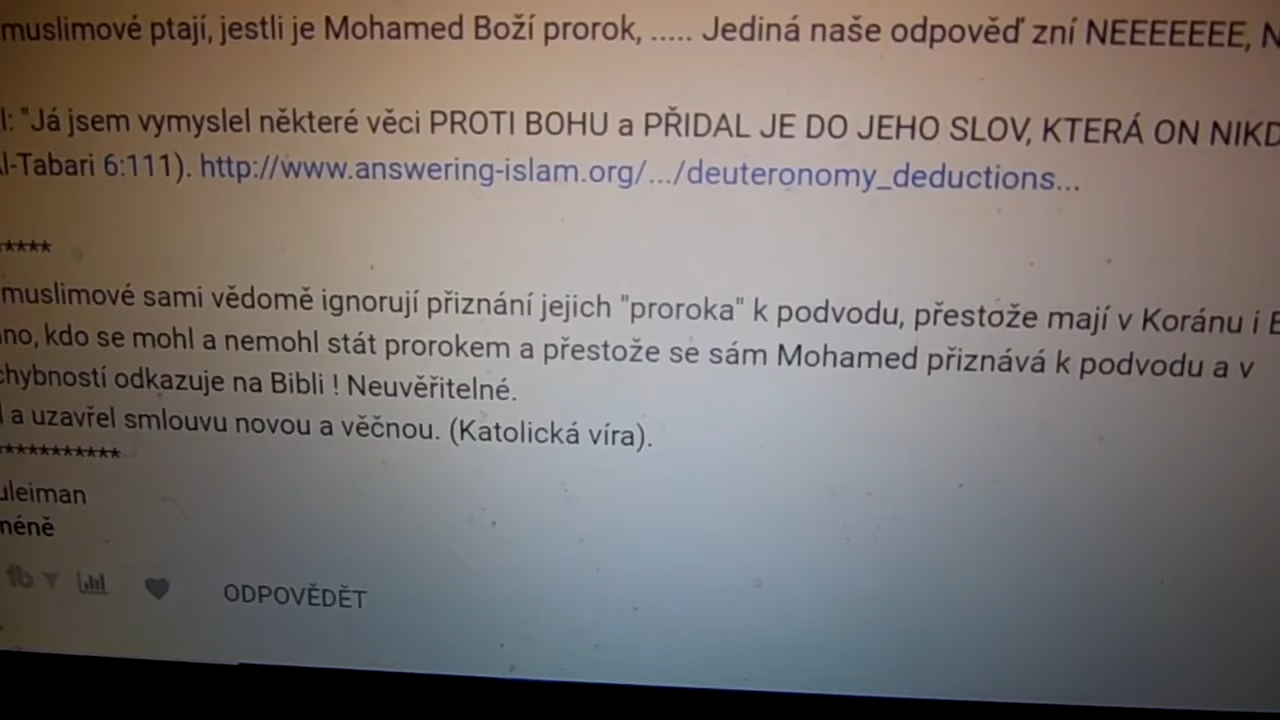 muslimové ptají, jestli je Mohamed Boží prorok, ..... Jediná naše odpověď zní NEEEEEEE, N
l: "Já jsem vymyslel některé věci PROTI BOHU a PŘIDAL JE DO JEHO SLOV, KTERÁ ON NIKD
l-Tabari 6:111). http://www.answering-islam.org/.../deuteronomy_deductions...
****
muslimové sami vědomě ignorují přiznání jejich "proroka" k podvodu, přestože mají v Koránu i B
no, kdo se mohl a nemohl stát prorokem a přestože se sám Mohamed přiznává k podvodu a v
chybností odkazuje na Bibli ! Neuvěřitelné.
l a uzavřel smlouvu novou a věčnou. (Katolická víra).
***********
uleiman
méně
ODPOVĚDĚT